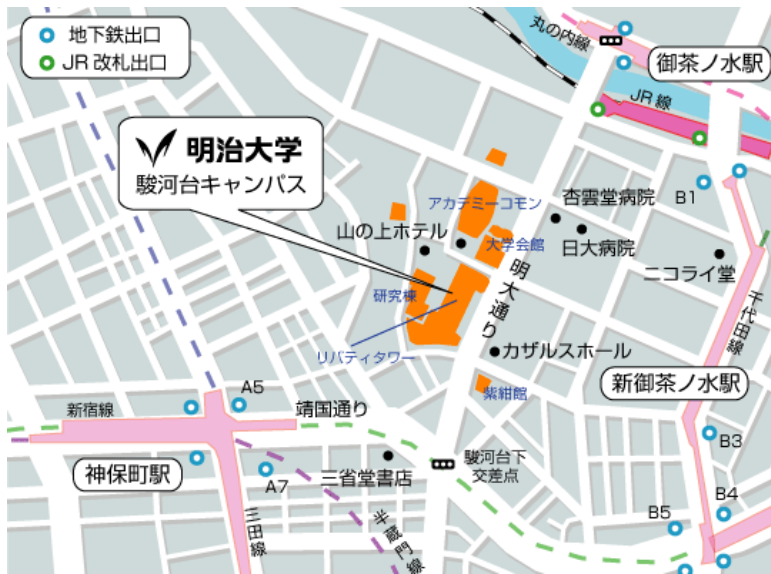 地下鉄出口
JR改札出口
丸の内線
御茶ノ水駅
JR線
明治大学
駿河台キャンパス
B1
アカデミーコモン
杏雲堂病院
山の上ホテル
大学会館
日大病院
ニコライ堂
研究棟
明大通り
千代田線
リバティタワー
カザルスホール
新御茶ノ水駅
紫紺館
A5
新宿線
靖国通り
B3
神保町駅
A7
三省堂書店
駿河台下
交差点
三田線
半蔵門線
B5
B4